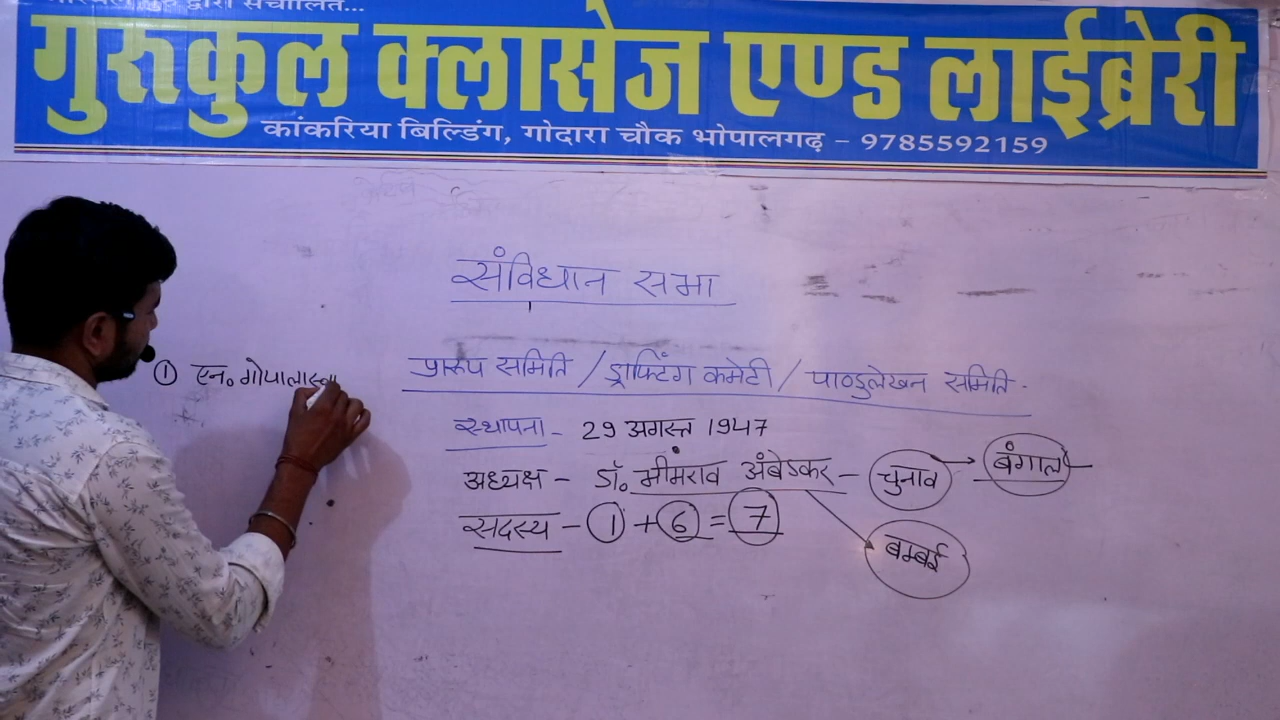 द्वारा संचालित...
गुरुकुल क्लासेज एण्ड लाईब्रेरी
कांकरिया बिल्डिंग, गोदारा चौक भोपालगढ़ – 9785592159
संविधान सभा
① एन० गोपालास्वा
प्रारूप समिति / ड्राफ्टिंग कमेटी / पाण्डुलेखन समिति -
स्थापना - 29 अगस्त 1947
अध्यक्ष - डॉ० भीमराव अंबेडकर - चुनाव → बंगाल
सदस्य - 1 + 6 = 7
बम्बई